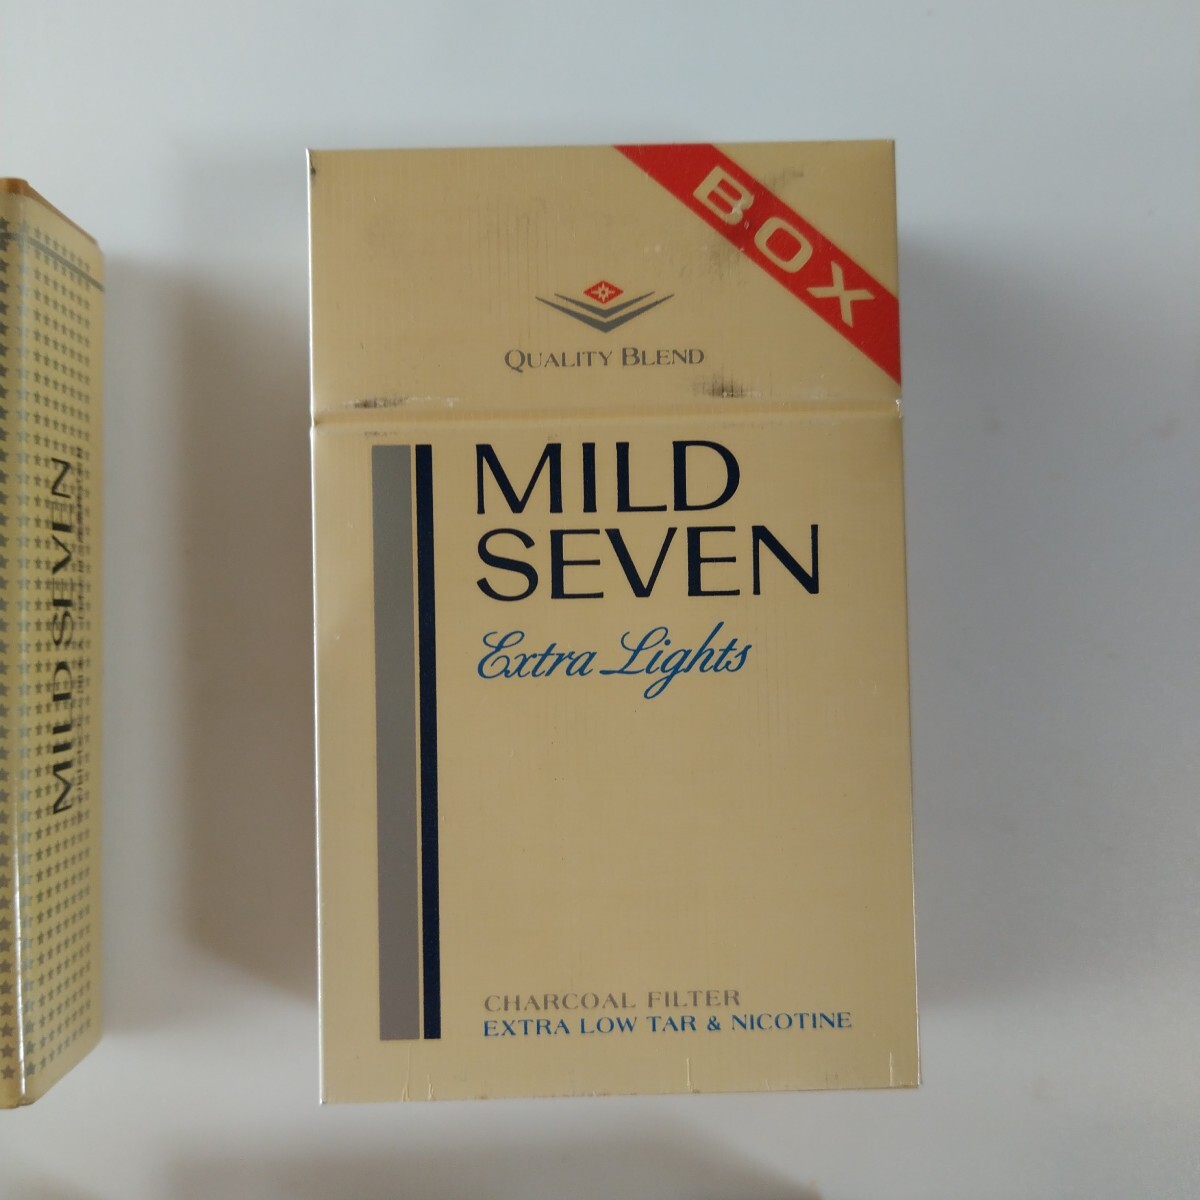 BOX
QUALITY BLEND
MILD
SEVEN
Extra Lights
CHARCOAL FILTER
EXTRA LOW TAR & NICOTINE
MILD SEVEN